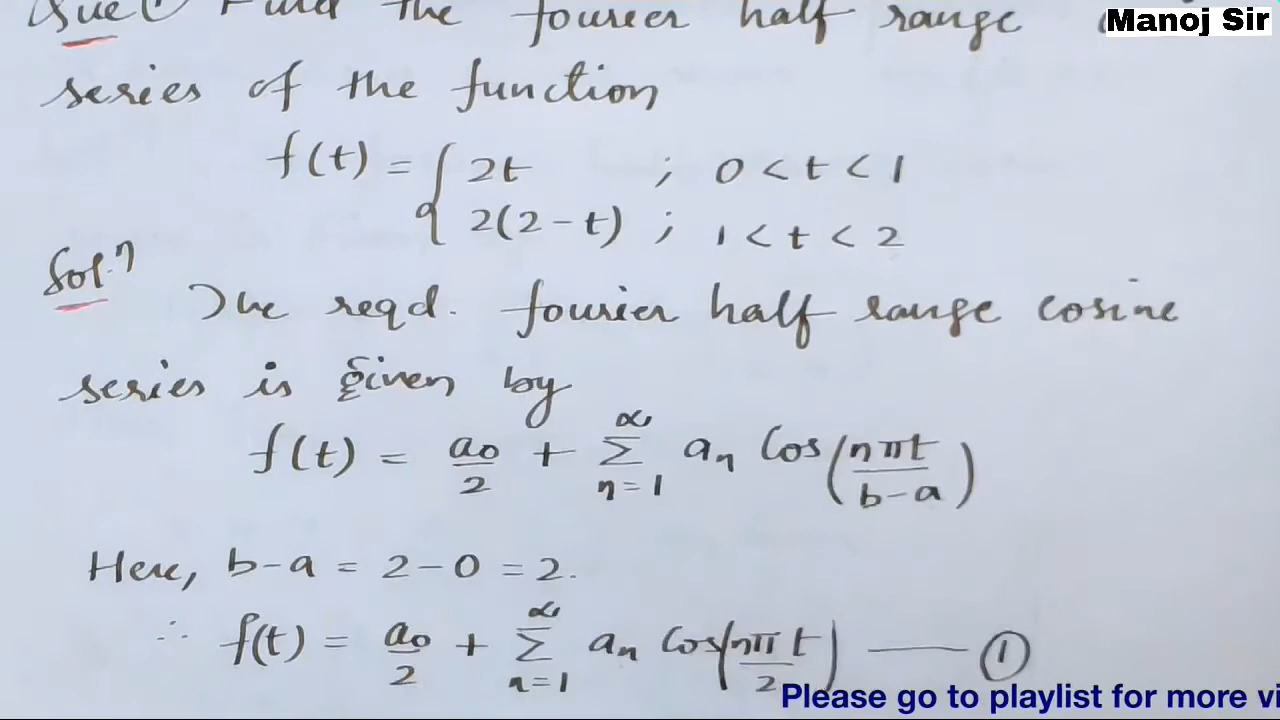 Que ① Find the fourier half range
Manoj Sir
series of the function
f(t) = { 2t ; 0 < t < 1
2(2-t) ; 1 < t < 2
Sol.ⁿ
The reqd. fourier half range cosine
series is given by
f(t) = a₀/2 + Σ_{n=1}^{∞} aₙ Cos(nπt/(b-a))
Here, b-a = 2-0 = 2.
∴ f(t) = a₀/2 + Σ_{n=1}^{∞} aₙ Cos(nπt/2) —— ①
Please go to playlist for more vi